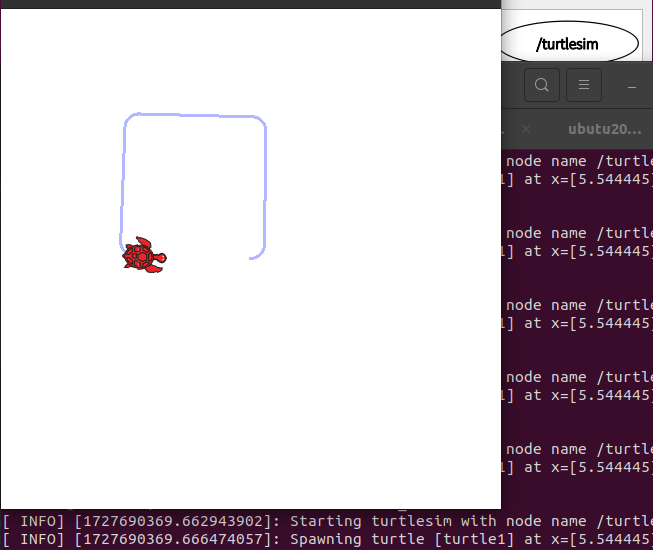 /turtlesim
ubutu20...
node name /turtle
1] at x=[5.544445]
node name /turtle
1] at x=[5.544445]
node name /turtle
1] at x=[5.544445]
node name /turtle
1] at x=[5.544445]
node name /turtle
1] at x=[5.544445]
[ INFO] [1727690369.662943902]: Starting turtlesim with node name /turtle
[ INFO] [1727690369.666474057]: Spawning turtle [turtle1] at x=[5.544445]